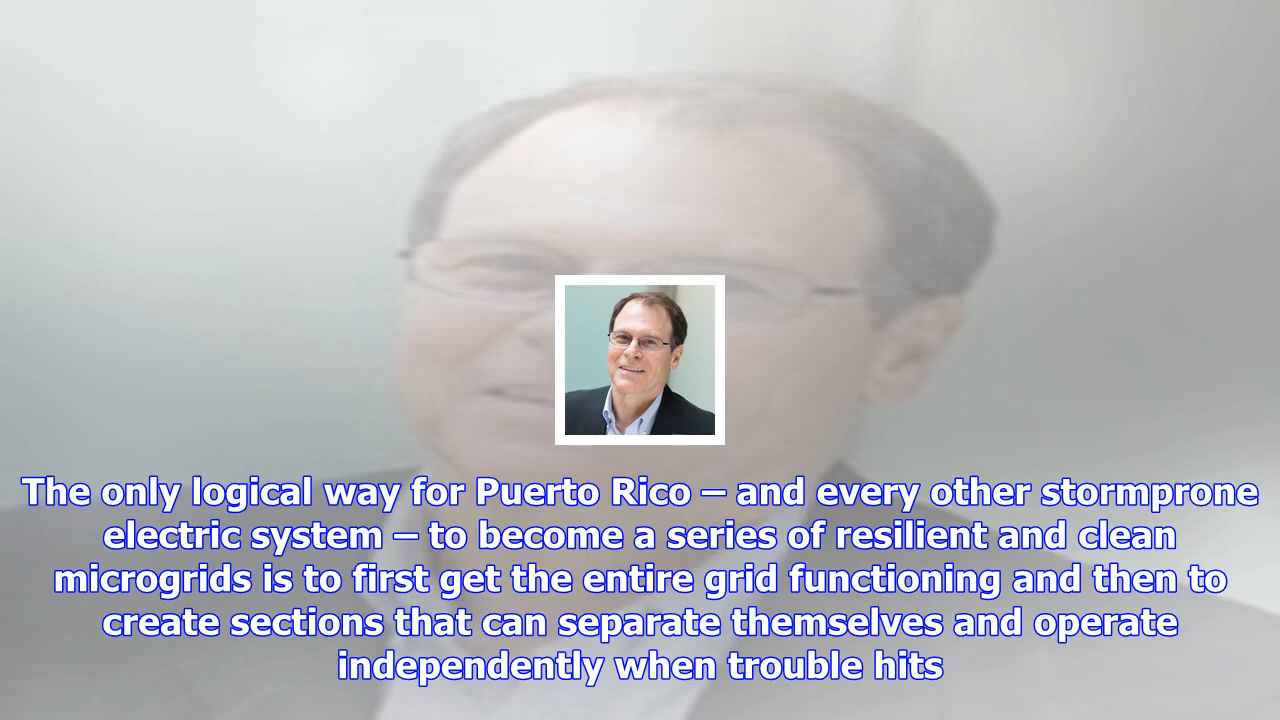 The only logical way for Puerto Rico – and every other stormprone
electric system – to become a series of resilient and clean
microgrids is to first get the entire grid functioning and then to
create sections that can separate themselves and operate
independently when trouble hits